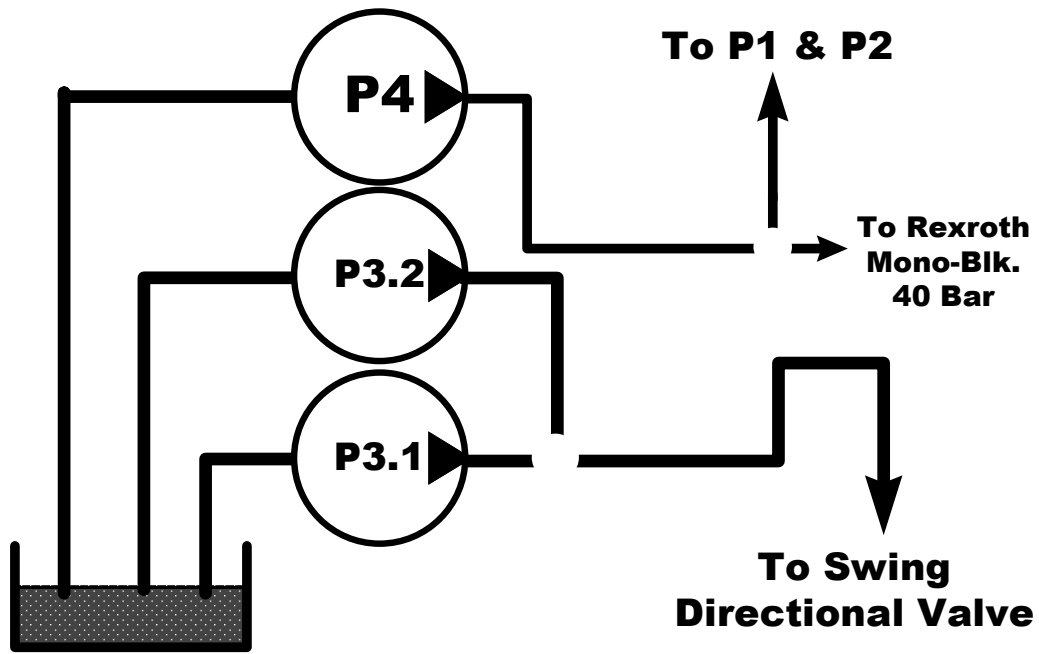 P4
To P1 & P2
P3.2
To Rexroth
Mono-Blk.
40 Bar
P3.1
To Swing
Directional Valve